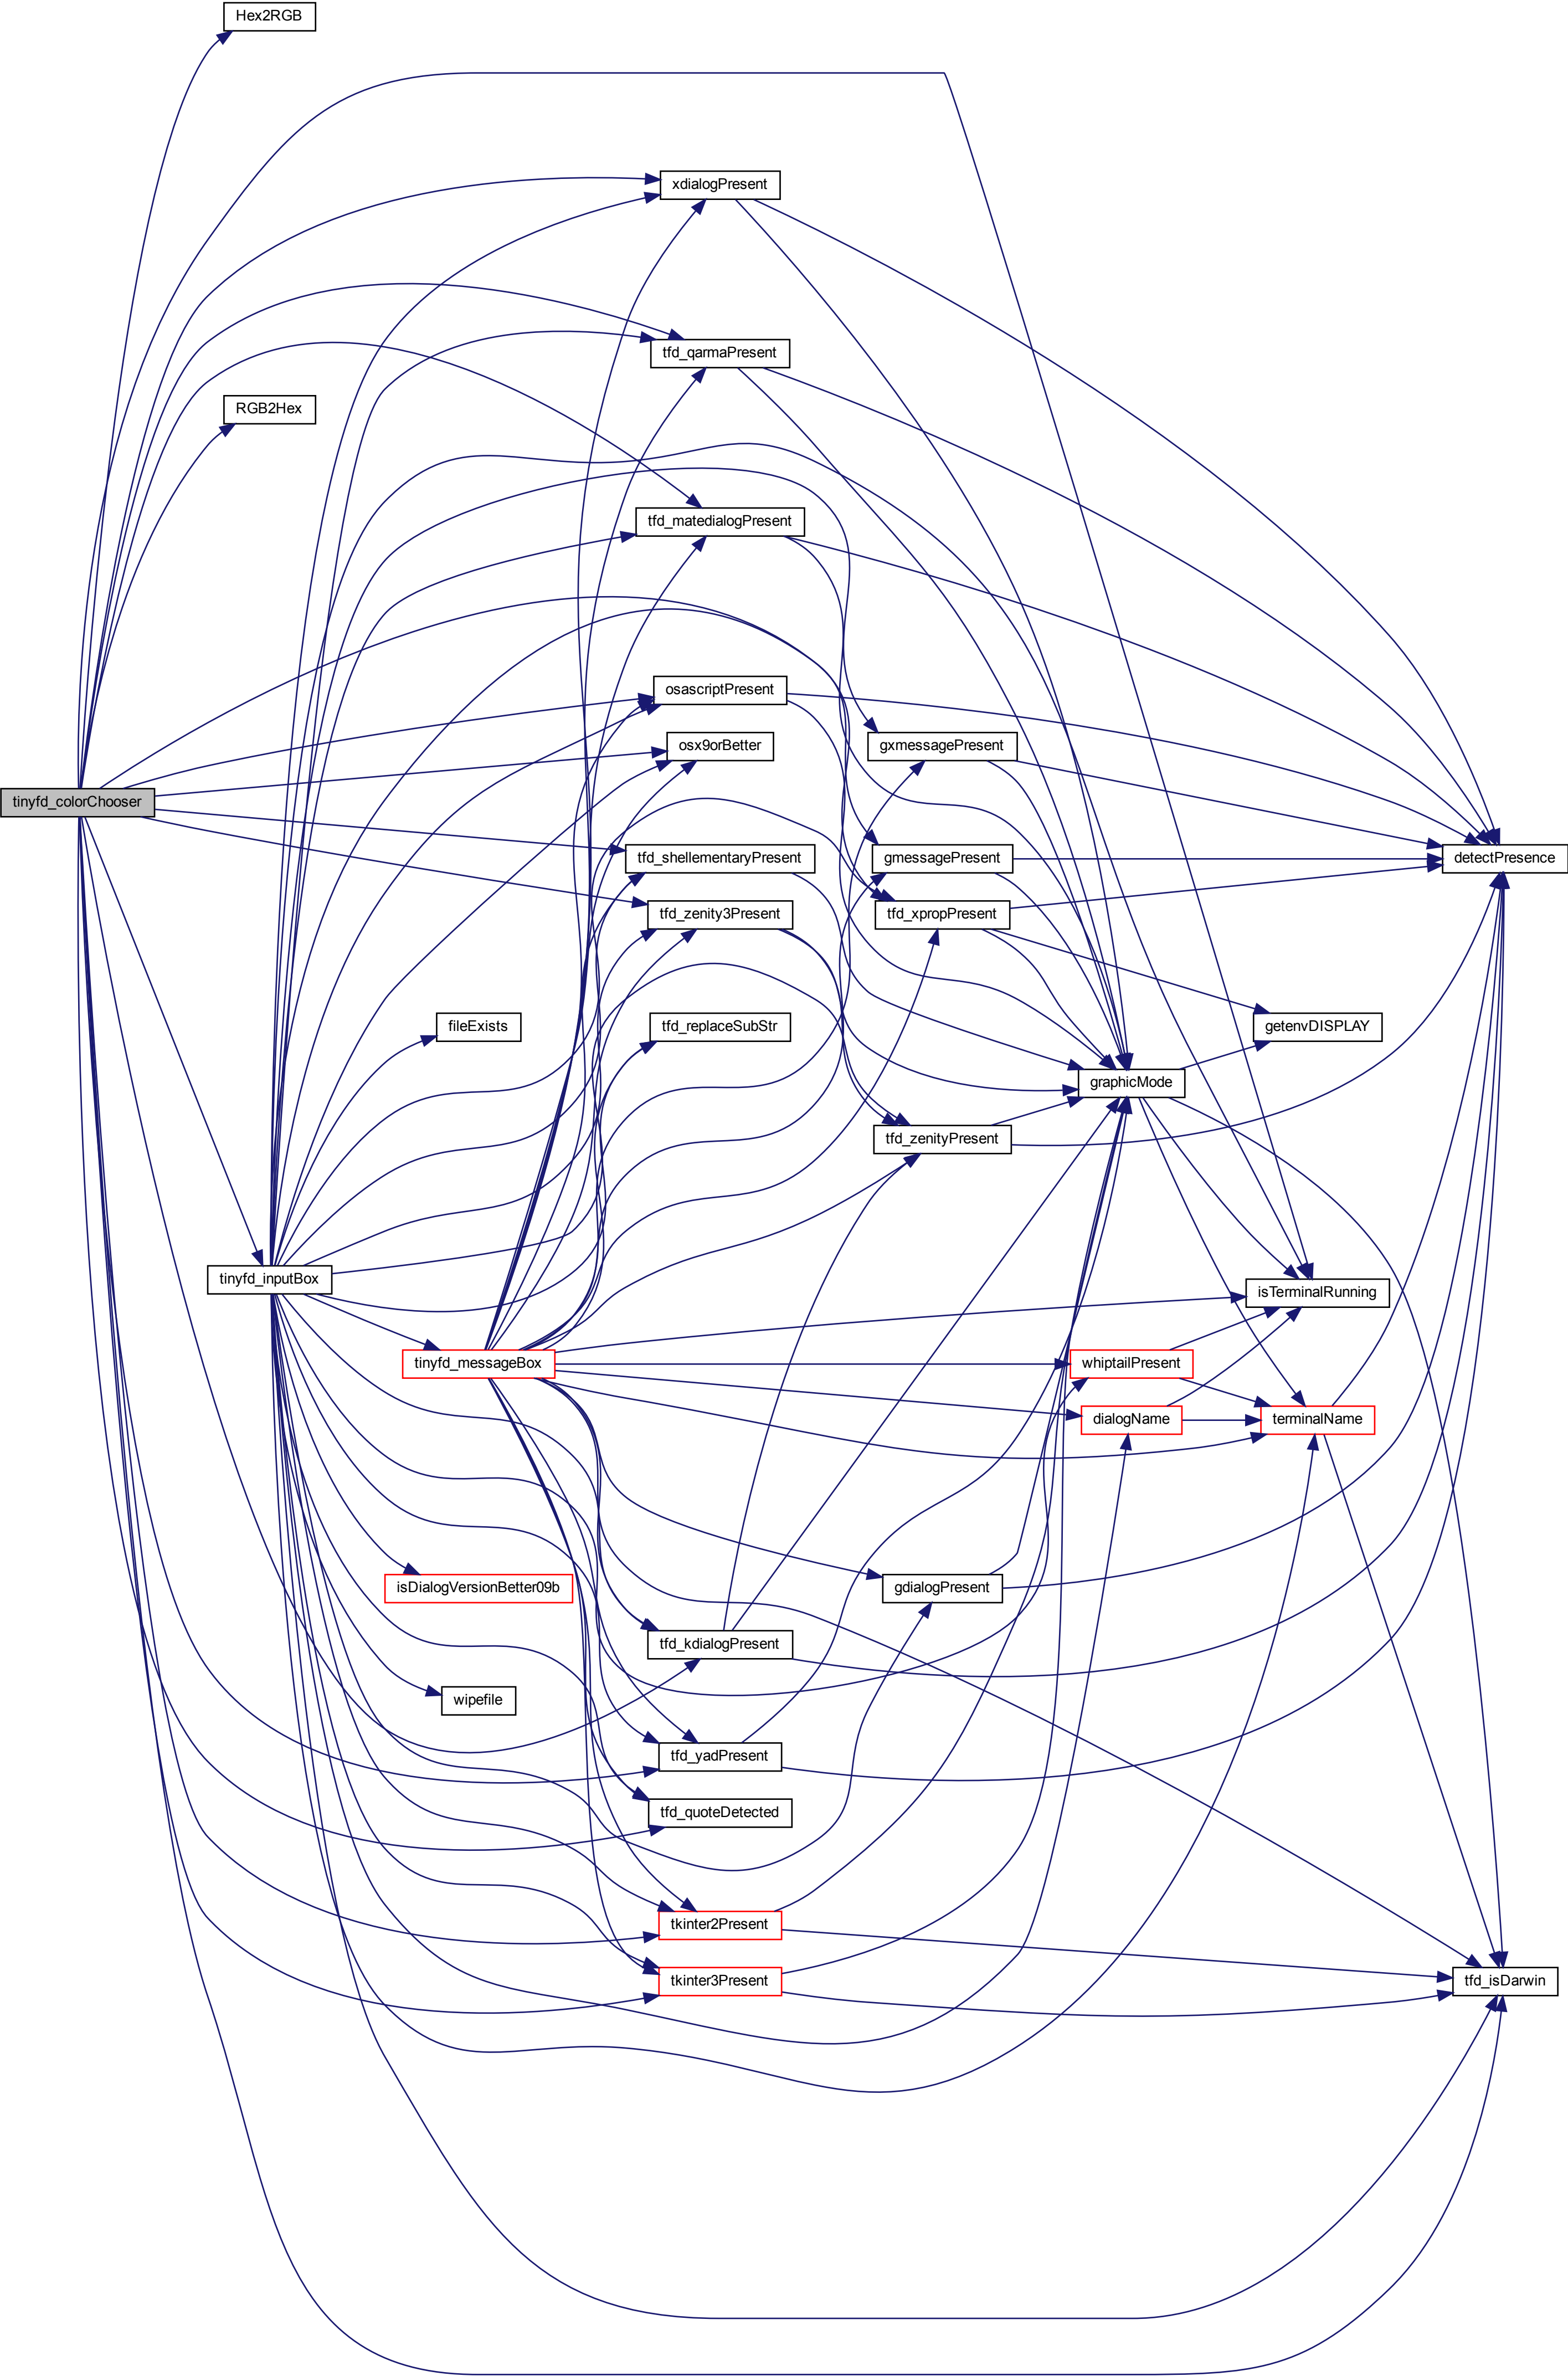 Hex2RGB
xdialogPresent
tfd_qarmaPresent
RGB2Hex
tfd_matedialogPresent
osascriptPresent
osx9orBetter
gxmessagePresent
tinyfd_colorChooser
tfd_shellementaryPresent
gmessagePresent
detectPresence
tfd_zenity3Present
tfd_xpropPresent
fileExists
tfd_replaceSubStr
getenvDISPLAY
graphicMode
tfd_zenityPresent
tinyfd_inputBox
isTerminalRunning
tinyfd_messageBox
whiptailPresent
dialogName
terminalName
isDialogVersionBetter09b
gdialogPresent
tfd_kdialogPresent
wipefile
tfd_yadPresent
tfd_quoteDetected
tkinter2Present
tkinter3Present
tfd_isDarwin